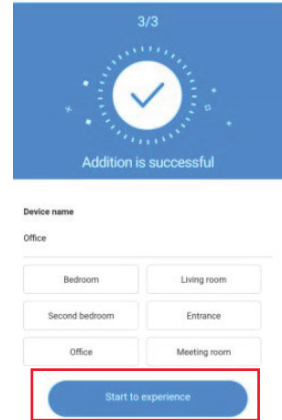 3/3
Addition is successful
Device name
Office
Bedroom Living room
Second bedroom Entrance
Office Meeting room
Start to experience